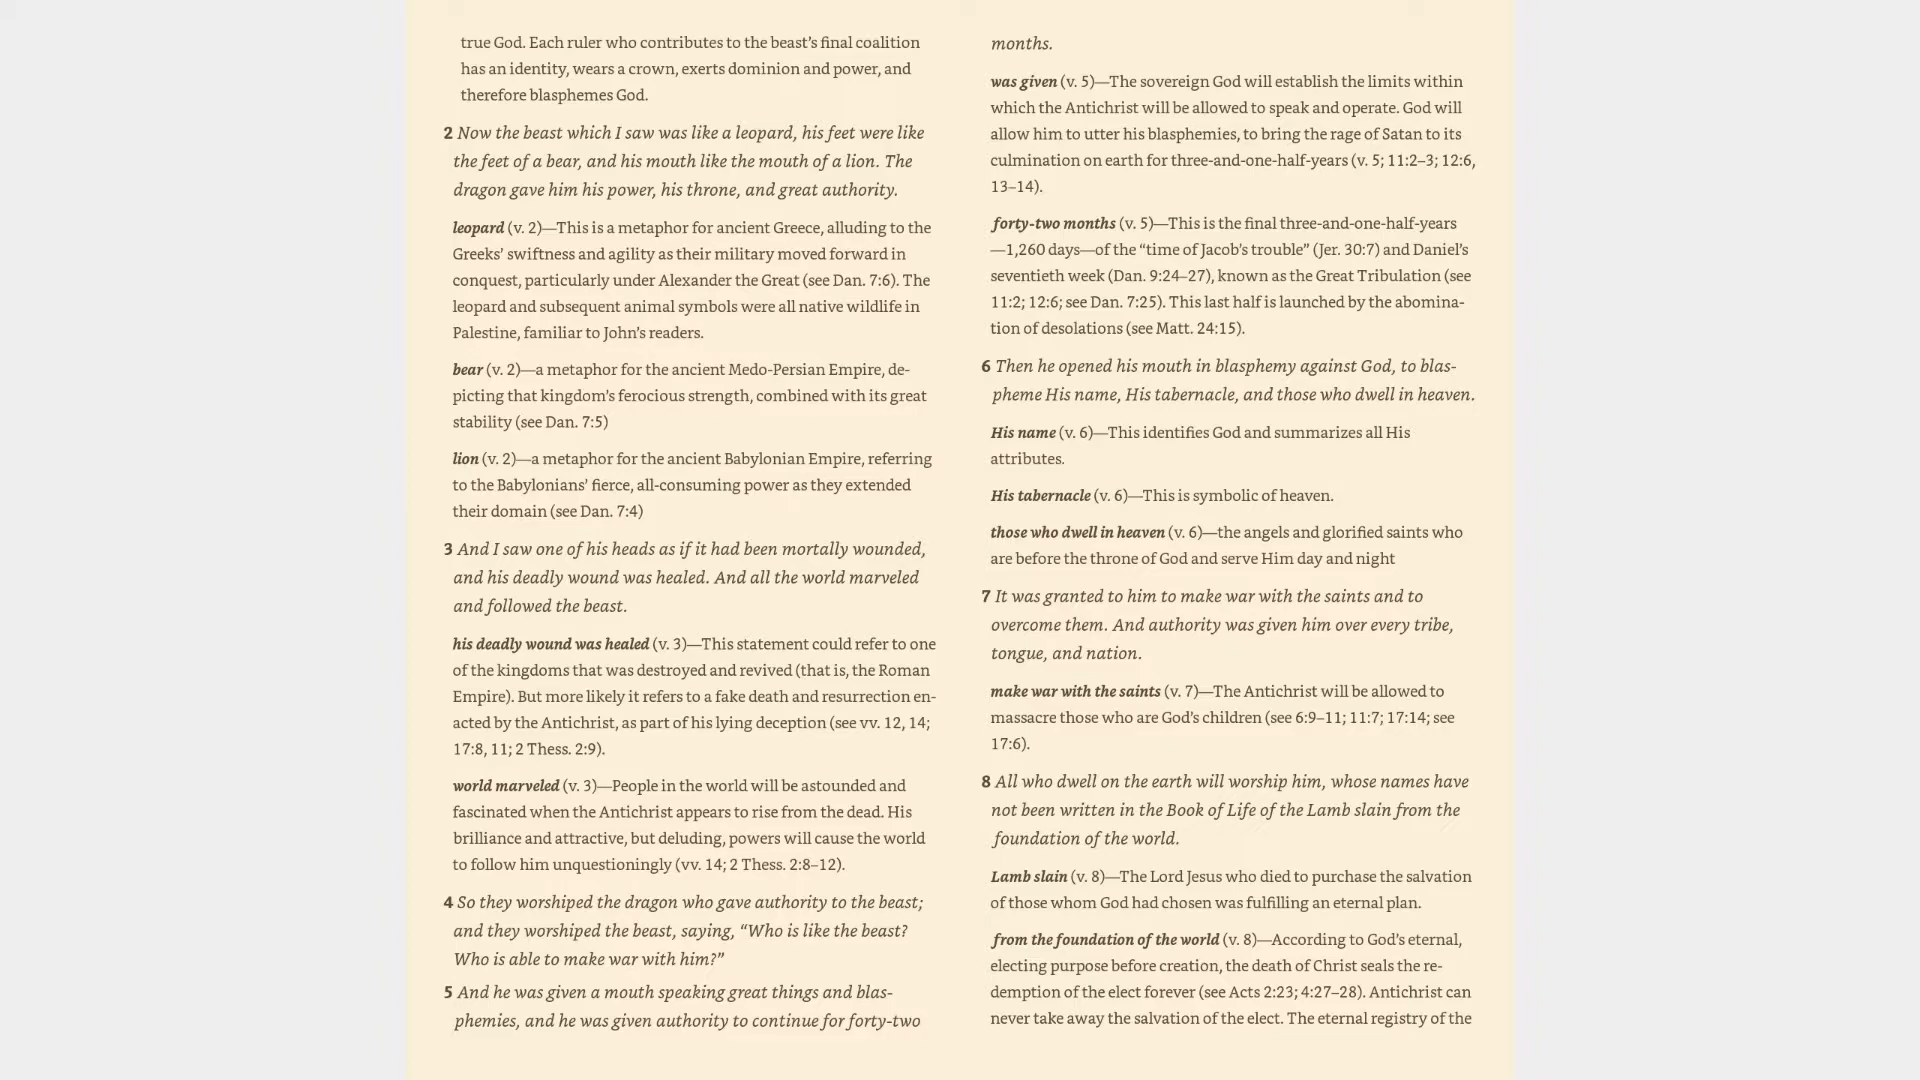 true God. Each ruler who contributes to the beast’s final coalition
has an identity, wears a crown, exerts dominion and power, and
therefore blasphemes God.
2 Now the beast which I saw was like a leopard, his feet were like
the feet of a bear, and his mouth like the mouth of a lion. The
dragon gave him his power, his throne, and great authority.
leopard (v. 2)—This is a metaphor for ancient Greece, alluding to the
Greeks’ swiftness and agility as their military moved forward in
conquest, particularly under Alexander the Great (see Dan. 7:6). The
leopard and subsequent animal symbols were all native wildlife in
Palestine, familiar to John’s readers.
bear (v. 2)—a metaphor for the ancient Medo-Persian Empire, de-
picting that kingdom’s ferocious strength, combined with its great
stability (see Dan. 7:5)
lion (v. 2)—a metaphor for the ancient Babylonian Empire, referring
to the Babylonians’ fierce, all-consuming power as they extended
their domain (see Dan. 7:4)
3 And I saw one of his heads as if it had been mortally wounded,
and his deadly wound was healed. And all the world marveled
and followed the beast.
his deadly wound was healed (v. 3)—This statement could refer to one
of the kingdoms that was destroyed and revived (that is, the Roman
Empire). But more likely it refers to a fake death and resurrection en-
acted by the Antichrist, as part of his lying deception (see vv. 12, 14;
17:8, 11; 2 Thess. 2:9).
world marveled (v. 3)—People in the world will be astounded and
fascinated when the Antichrist appears to rise from the dead. His
brilliance and attractive, but deluding, powers will cause the world
to follow him unquestioningly (vv. 14; 2 Thess. 2:8–12).
4 So they worshiped the dragon who gave authority to the beast;
and they worshiped the beast, saying, “Who is like the beast?
Who is able to make war with him?”
5 And he was given a mouth speaking great things and blas-
phemies, and he was given authority to continue for forty-two
months.
was given (v. 5)—The sovereign God will establish the limits within
which the Antichrist will be allowed to speak and operate. God will
allow him to utter his blasphemies, to bring the rage of Satan to its
culmination on earth for three-and-one-half-years (v. 5; 11:2–3; 12:6,
13–14).
forty-two months (v. 5)—This is the final three-and-one-half-years
—1,260 days—of the “time of Jacob’s trouble” (Jer. 30:7) and Daniel’s
seventieth week (Dan. 9:24–27), known as the Great Tribulation (see
11:2; 12:6; see Dan. 7:25). This last half is launched by the abomina-
tion of desolations (see Matt. 24:15).
6 Then he opened his mouth in blasphemy against God, to blas-
pheme His name, His tabernacle, and those who dwell in heaven.
His name (v. 6)—This identifies God and summarizes all His
attributes.
His tabernacle (v. 6)—This is symbolic of heaven.
those who dwell in heaven (v. 6)—the angels and glorified saints who
are before the throne of God and serve Him day and night
7 It was granted to him to make war with the saints and to
overcome them. And authority was given him over every tribe,
tongue, and nation.
make war with the saints (v. 7)—The Antichrist will be allowed to
massacre those who are God’s children (see 6:9–11; 11:7; 17:14; see
17:6).
8 All who dwell on the earth will worship him, whose names have
not been written in the Book of Life of the Lamb slain from the
foundation of the world.
Lamb slain (v. 8)—The Lord Jesus who died to purchase the salvation
of those whom God had chosen was fulfilling an eternal plan.
from the foundation of the world (v. 8)—According to God’s eternal,
electing purpose before creation, the death of Christ seals the re-
demption of the elect forever (see Acts 2:23; 4:27–28). Antichrist can
never take away the salvation of the elect. The eternal registry of the